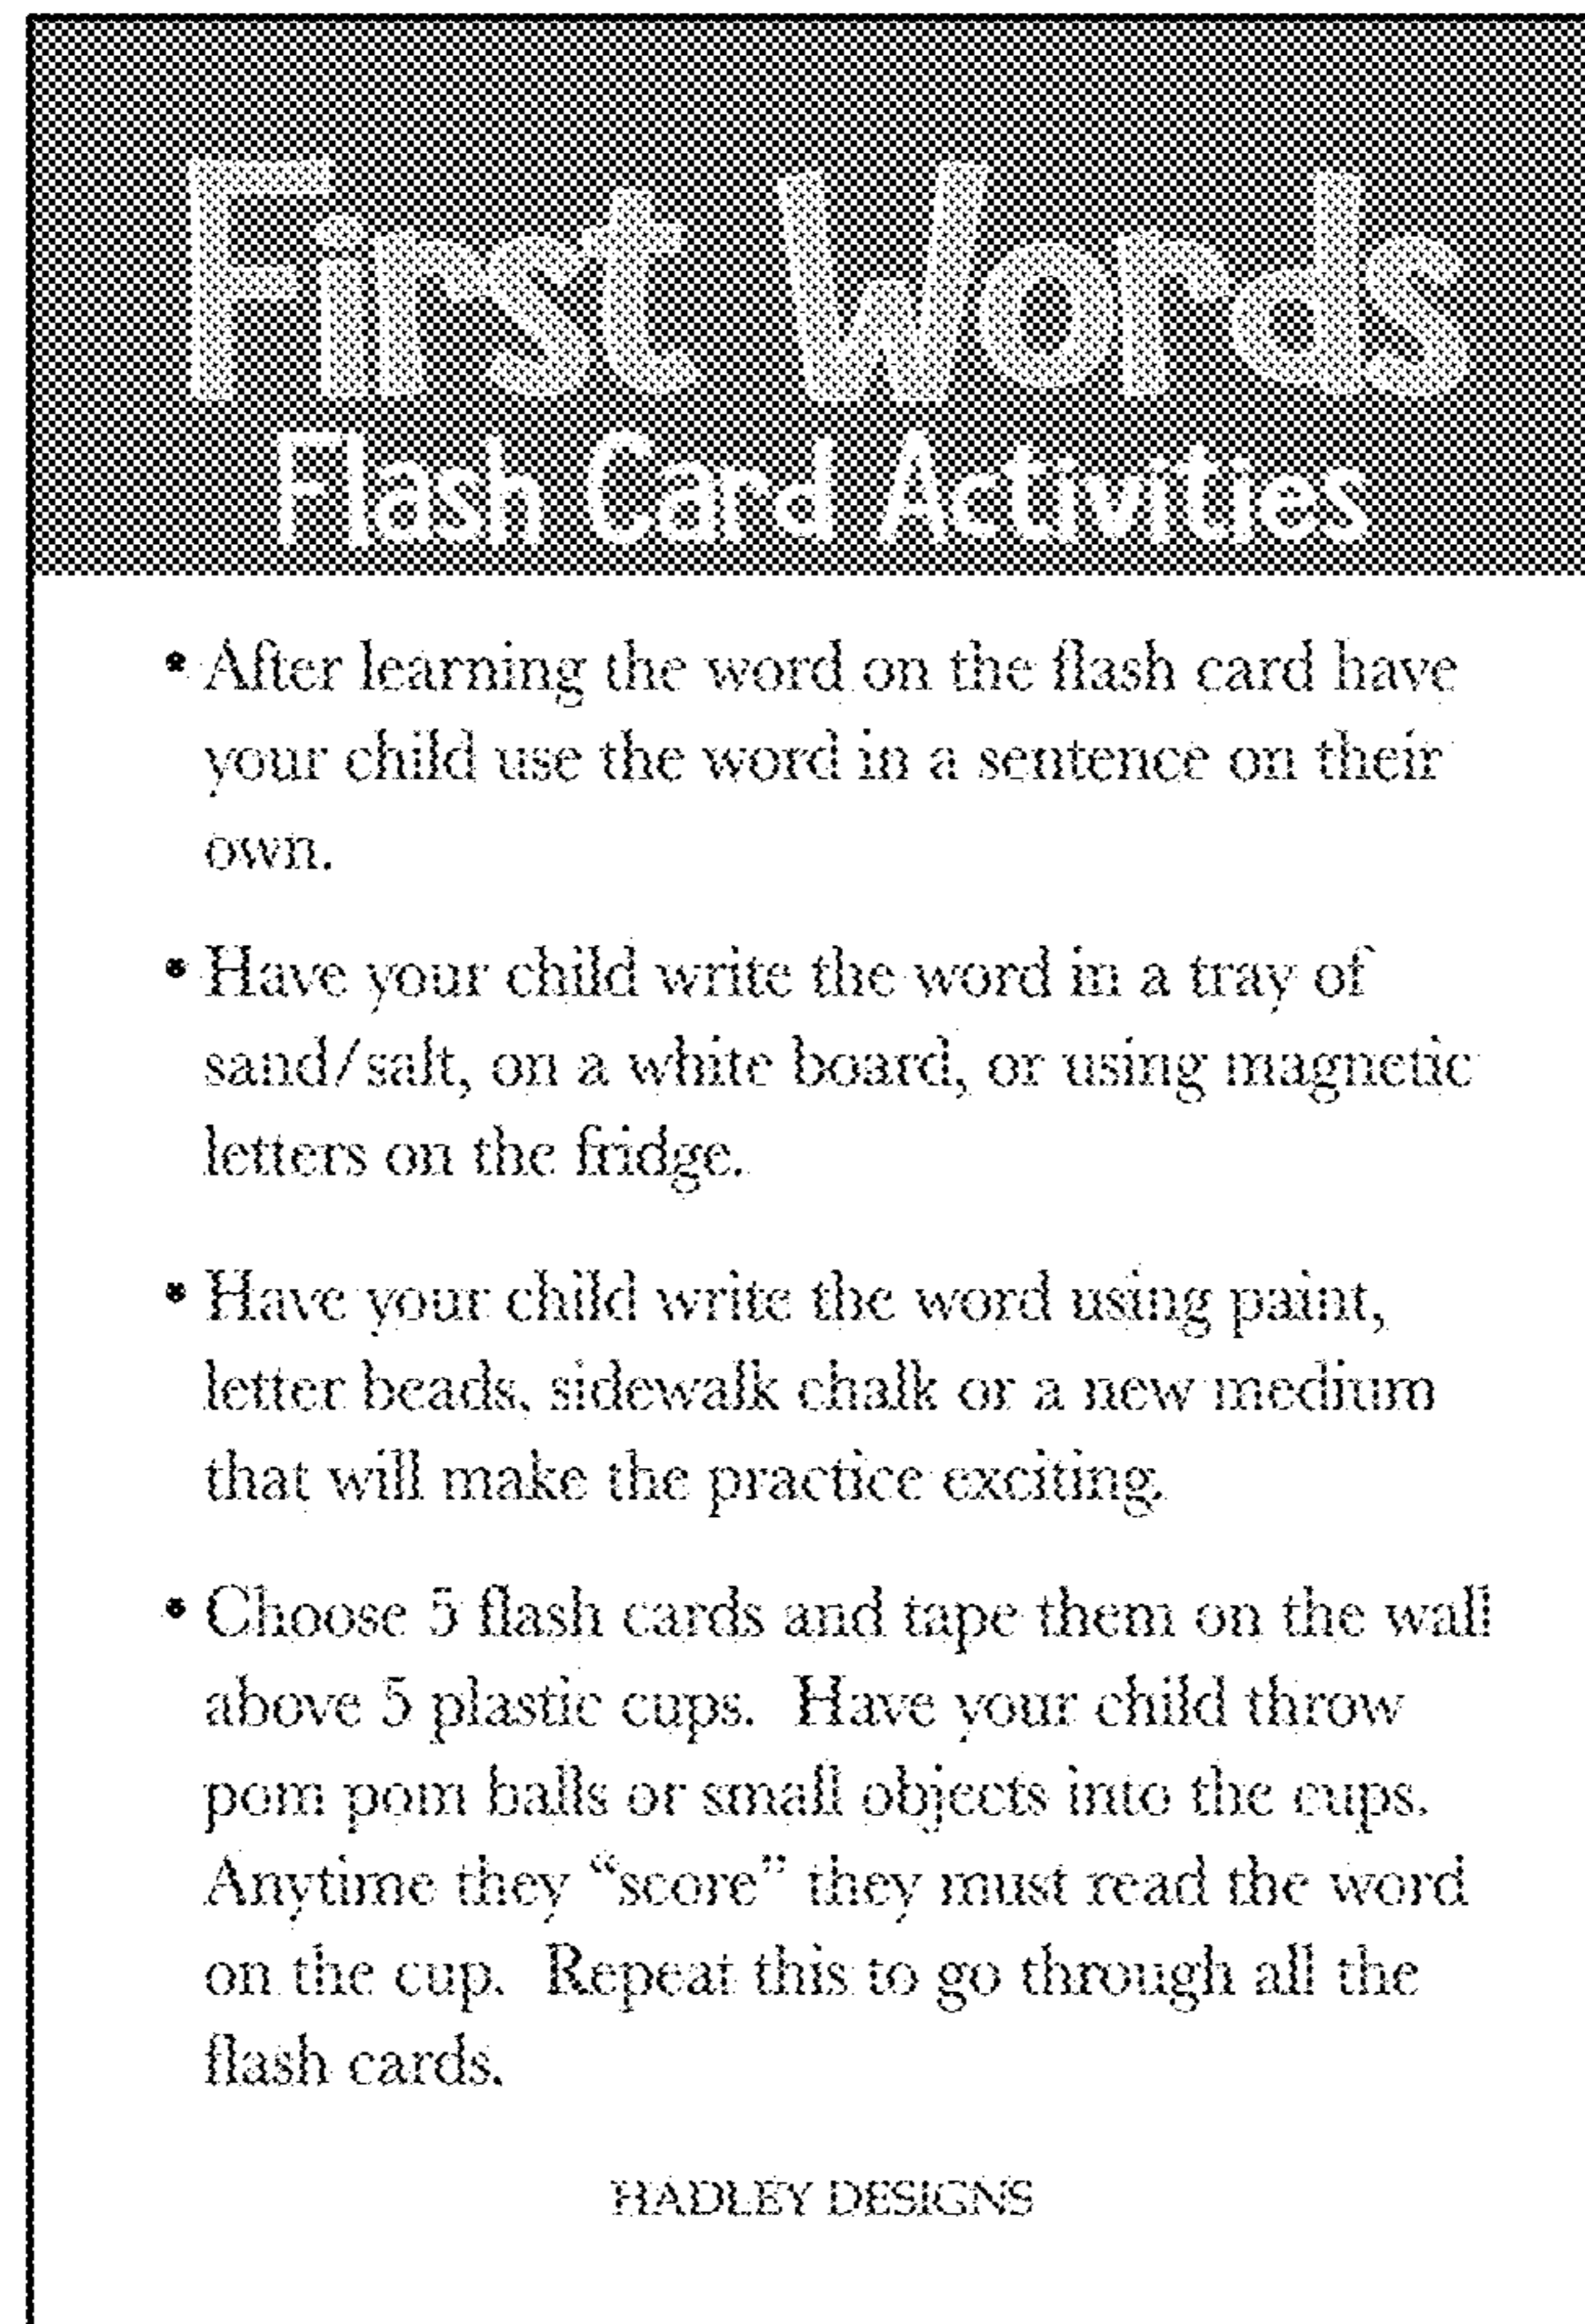 First Words
Flash Card Activities
• After learning the word on the flash card have
your child use the word in a sentence on their
own.
• Have your child write the word in a tray of
sand/salt, on a white board, or using magnetic
letters on the fridge.
• Have your child write the word using paint,
letter beads, sidewalk chalk or a new medium
that will make the practice exciting.
• Choose 5 flash cards and tape them on the wall
above 5 plastic cups.  Have your child throw
pom pom balls or small objects into the cups.
Anytime they “score” they must read the word
on the cup.  Repeat this to go through all the
flash cards.
HADLEY DESIGNS